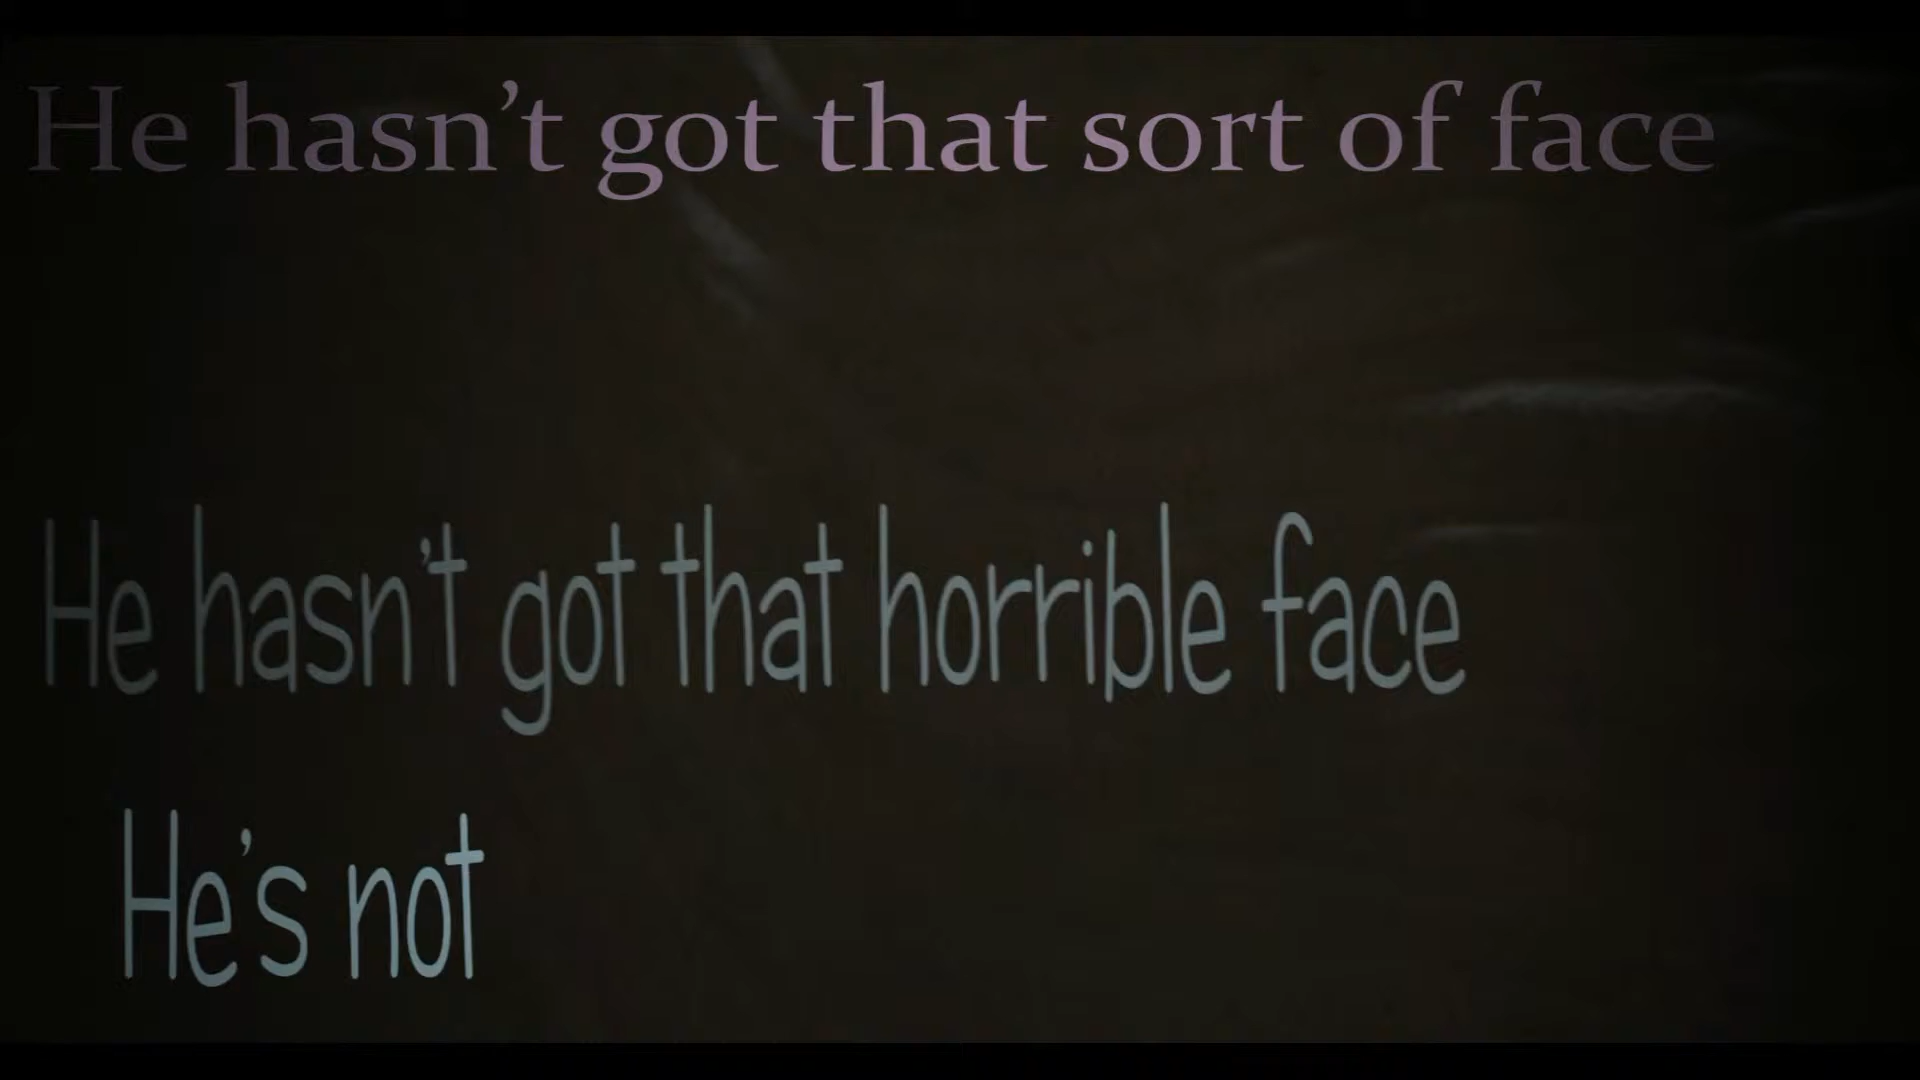 He hasn’t got that sort of face
He hasn’t got that horrible face
He’s not